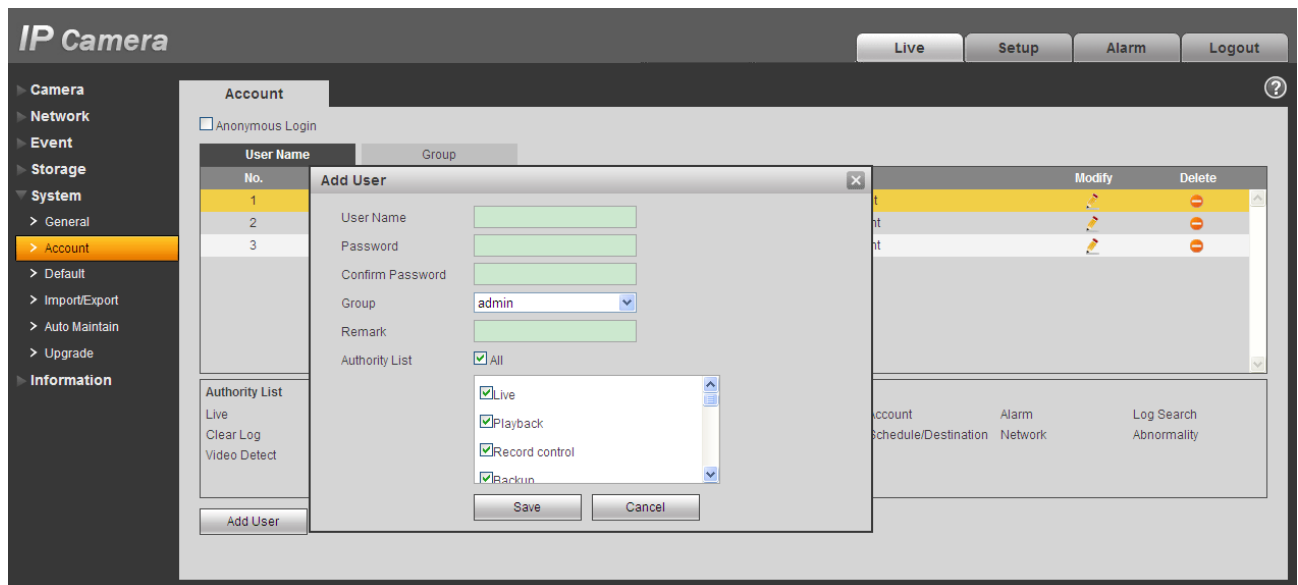 IP Camera
Live Setup Alarm Logout
Camera
Network
Event
Storage
System
> General
> Account
> Default
> Import/Export
> Auto Maintain
> Upgrade
Information
Account
?
Anonymous Login
User Name Group
No. Modify Delete
1
2
3
Add User
User Name
Password
Confirm Password
Group admin
Remark
Authority List All
Live
Playback
Record control
Backup
Save Cancel
Authority List
Live Account Alarm Log Search
Clear Log Schedule/Destination Network Abnormality
Video Detect
Add User